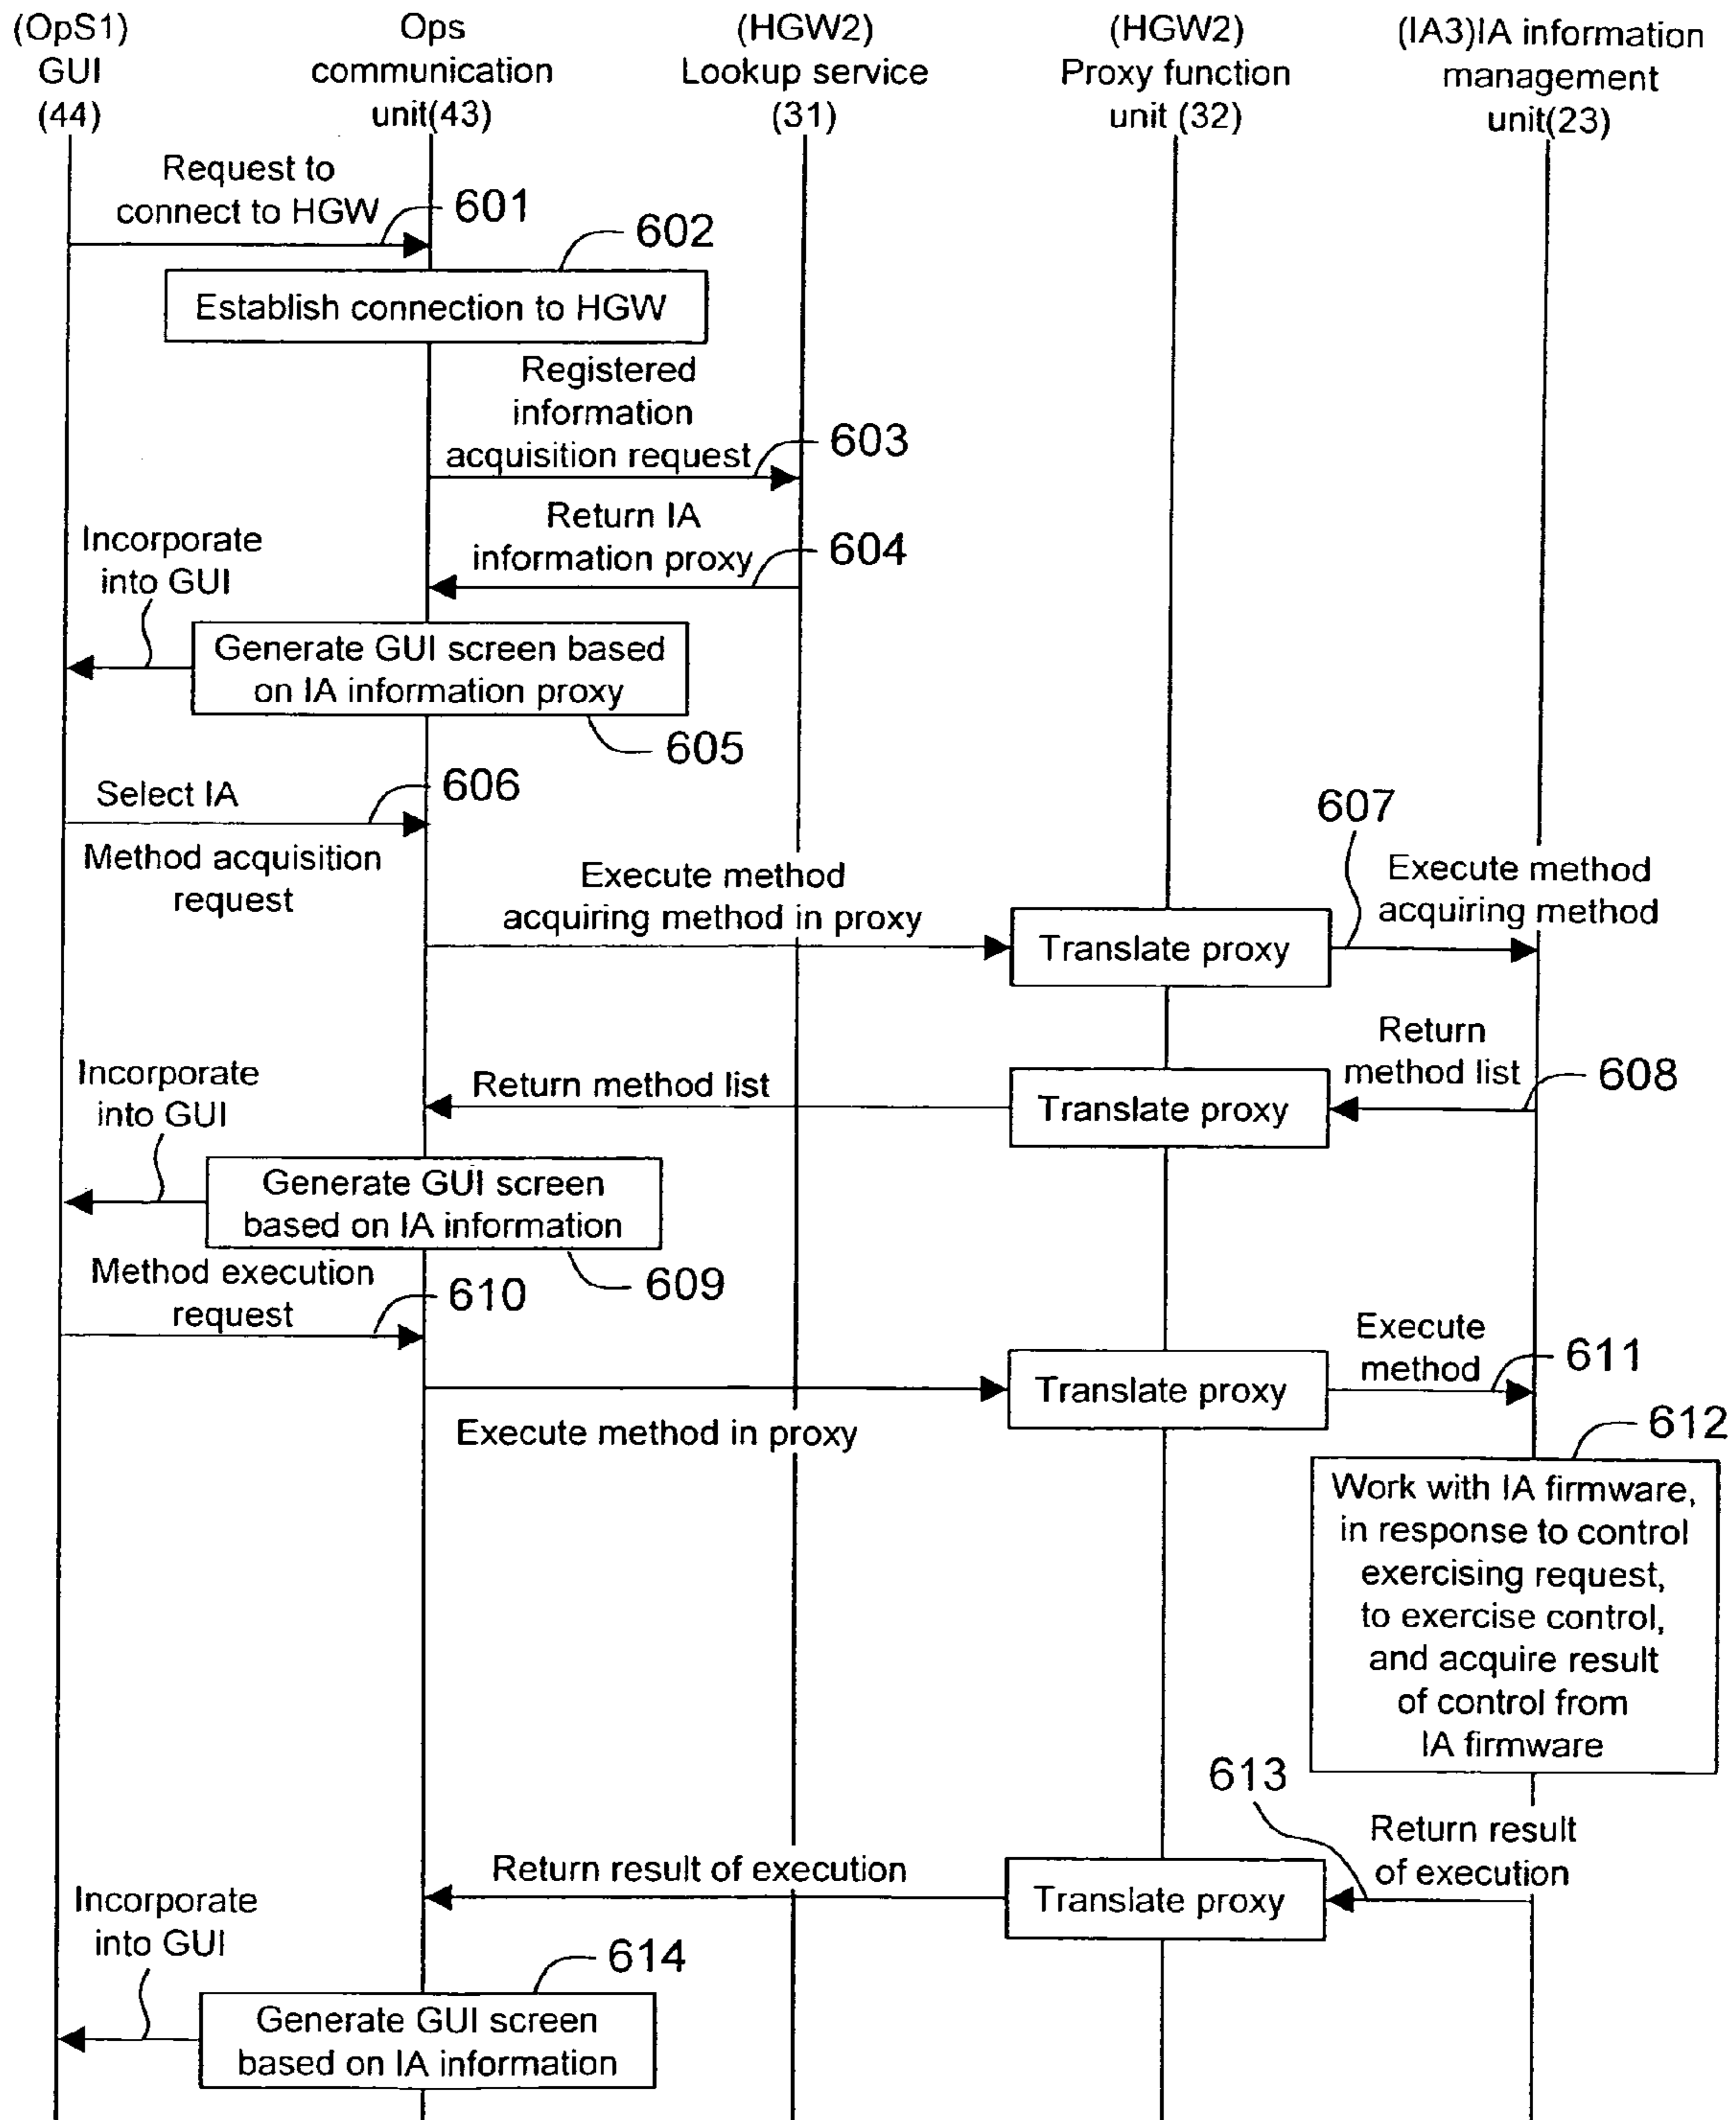 (OpS1)
GUI
(44)
Ops
communication
unit(43)
(HGW2)
Lookup service
(31)
(HGW2)
Proxy function
unit (32)
(IA3)IA information
management
unit(23)
Request to
connect to HGW
601
602
Establish connection to HGW
Registered
information
acquisition request
603
Return IA
information proxy
604
Incorporate
into GUI
Generate GUI screen based
on IA information proxy
605
Select IA
606
Method acquisition
request
Execute method
acquiring method in proxy
Translate proxy
607
Execute method
acquiring method
Return
method list
608
Translate proxy
Return method list
Incorporate
into GUI
Generate GUI screen
based on IA information
609
Method execution
request
610
Execute method in proxy
Translate proxy
Execute
method
611
612
Work with IA firmware,
in response to control
exercising request,
to exercise control,
and acquire result
of control from
IA firmware
613
Return result
of execution
Translate proxy
Return result of execution
Incorporate
into GUI
614
Generate GUI screen
based on IA information